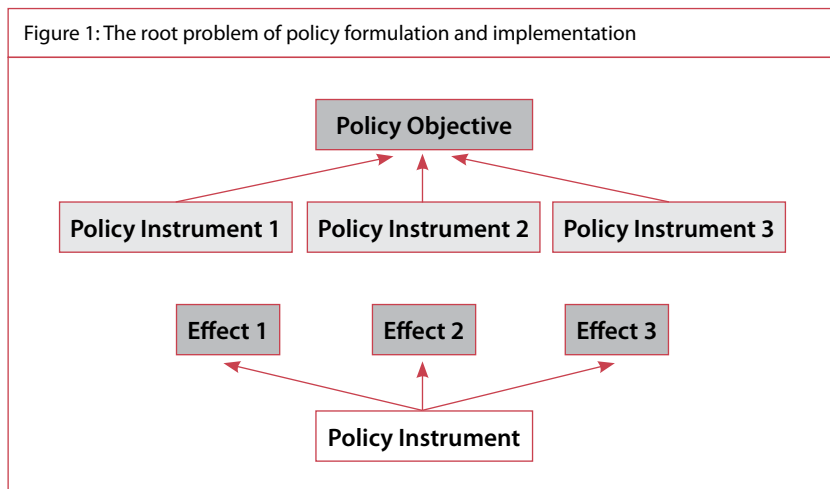 Figure 1: The root problem of policy formulation and implementation
Policy Objective
Policy Instrument 1 Policy Instrument 2 Policy Instrument 3
Effect 1 Effect 2 Effect 3
Policy Instrument